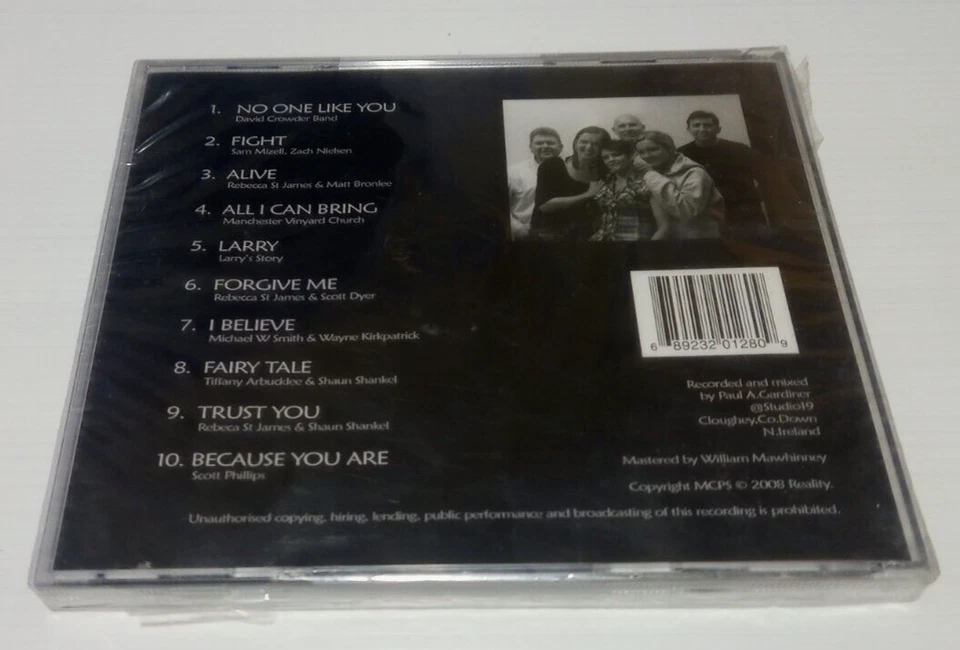 1. NO ONE LIKE YOU
David Crowder Band
2. FIGHT
Sam Mizell, Zach Nielsen
3. ALIVE
Rebecca St James & Matt Bronlee
4. ALL I CAN BRING
Manchester Vinyard Church
5. LARRY
Larry's Story
6. FORGIVE ME
Rebecca St James & Scott Dyer
7. I BELIEVE
Michael W Smith & Wayne Kirkpatrick
8. FAIRY TALE
Tiffany Arbucklee & Shaun Shankel
9. TRUST YOU
Rebeca St James & Shaun Shankel
10. BECAUSE YOU ARE
Scott Phillips
6 89232 01280 9
Recorded and mixed
by Paul A.Gardiner
@Studio19
Cloughey,Co.Down
N.Ireland
Mastered by William Mawhinney
Copyright MCPS © 2008 Reality.
Unauthorised copying, hiring, lending, public performance and broadcasting of this recording is prohibited.